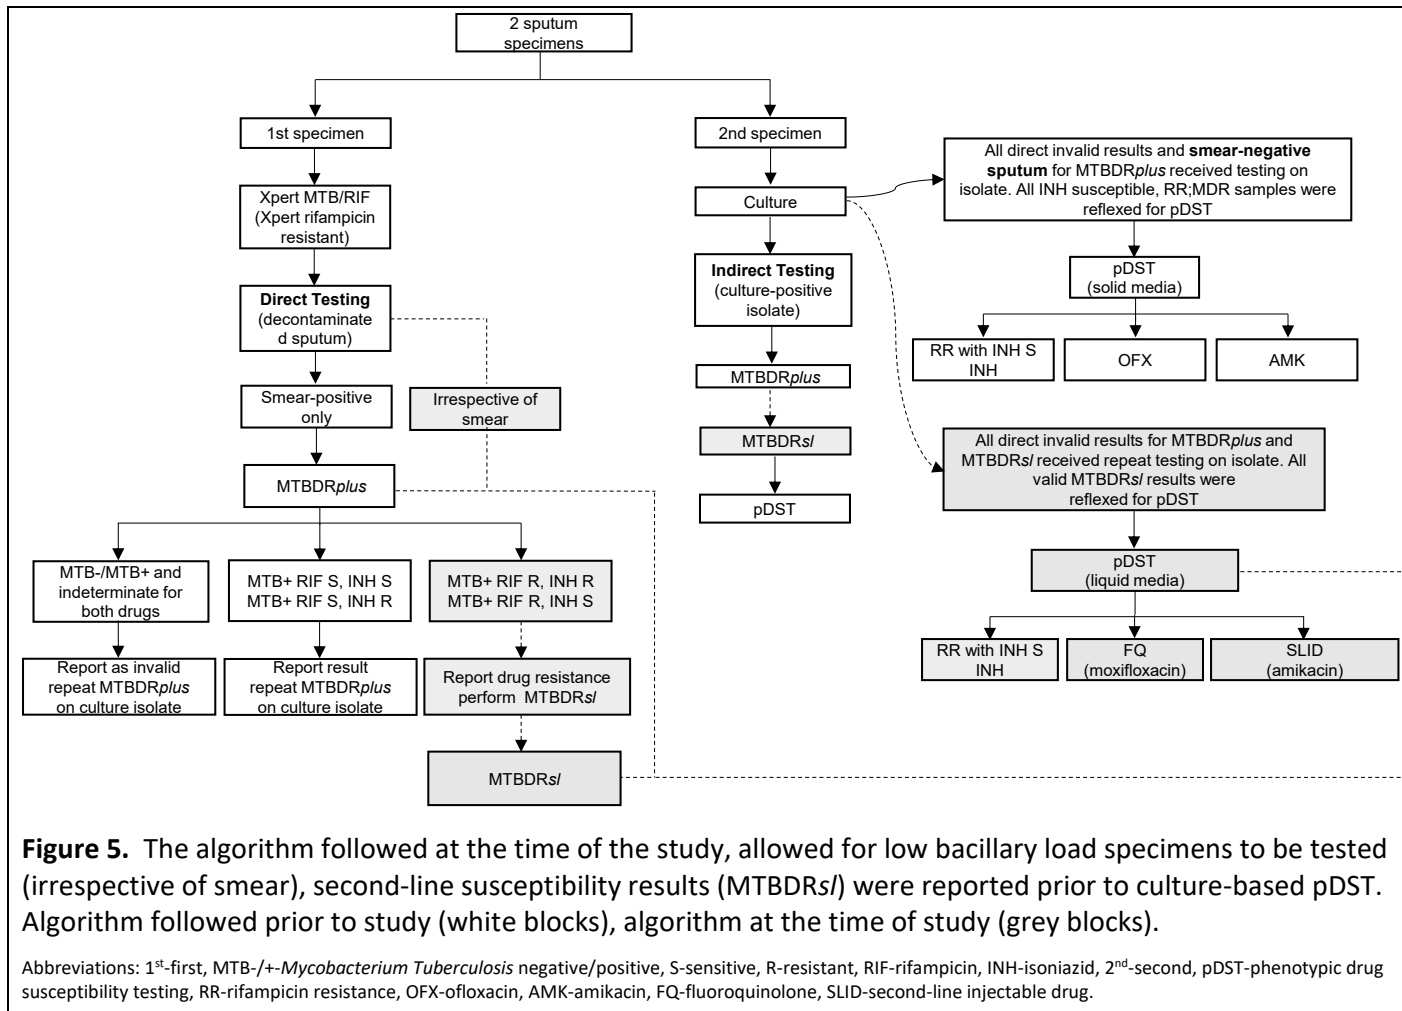 2 sputum
specimens
1st specimen
2nd specimen
Xpert MTB/RIF
(Xpert rifampicin
resistant)
Culture
All direct invalid results and smear-negative
sputum for MTBDRplus received testing on
isolate. All INH susceptible, RR;MDR samples were
reflexed for pDST
Direct Testing
(decontaminate
d sputum)
Indirect Testing
(culture-positive
isolate)
pDST
(solid media)
RR with INH S
INH
OFX
AMK
Smear-positive
only
Irrespective of
smear
MTBDRplus
MTBDRsl
pDST
All direct invalid results for MTBDRplus and
MTBDRsl received repeat testing on isolate. All
valid MTBDRsl results were
reflexed for pDST
MTBDRplus
MTB-/MTB+ and
indeterminate for
both drugs
MTB+ RIF S, INH S
MTB+ RIF S, INH R
MTB+ RIF R, INH R
MTB+ RIF R, INH S
pDST
(liquid media)
Report as invalid
repeat MTBDRplus
on culture isolate
Report result
repeat MTBDRplus
on culture isolate
Report drug resistance
perform MTBDRsl
RR with INH S
INH
FQ
(moxifloxacin)
SLID
(amikacin)
MTBDRsl
Figure 5. The algorithm followed at the time of the study, allowed for low bacillary load specimens to be tested
(irrespective of smear), second-line susceptibility results (MTBDRsl) were reported prior to culture-based pDST.
Algorithm followed prior to study (white blocks), algorithm at the time of study (grey blocks).
Abbreviations: 1st-first, MTB-/+-Mycobacterium Tuberculosis negative/positive, S-sensitive, R-resistant, RIF-rifampicin, INH-isoniazid, 2nd-second, pDST-phenotypic drug
susceptibility testing, RR-rifampicin resistance, OFX-ofloxacin, AMK-amikacin, FQ-fluoroquinolone, SLID-second-line injectable drug.